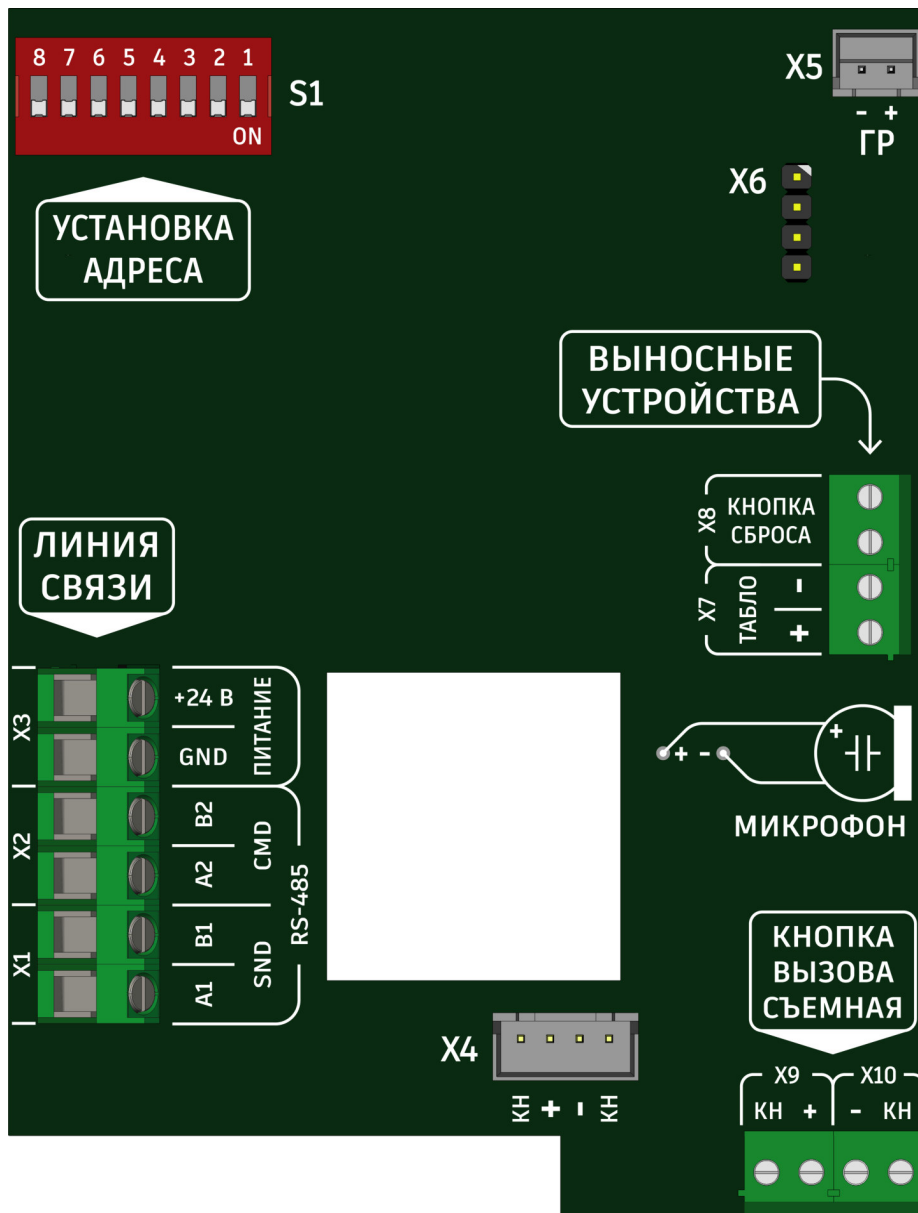 8 7 6 5 4 3 2 1
S1
ON
УСТАНОВКА
АДРЕСА
X5
- +
ГР
X6
ВЫНОСНЫЕ
УСТРОЙСТВА
X8
КНОПКА
СБРОСА
X7
ТАБЛО
-
+
ЛИНИЯ
СВЯЗИ
X3
+24 В
GND
ПИТАНИЕ
X2
B2
A2
CMD
X1
B1
A1
SND
RS-485
+ -
+
МИКРОФОН
X4
КН + - КН
КНОПКА
ВЫЗОВА
СЪЕМНАЯ
X9 X10
КН + - КН